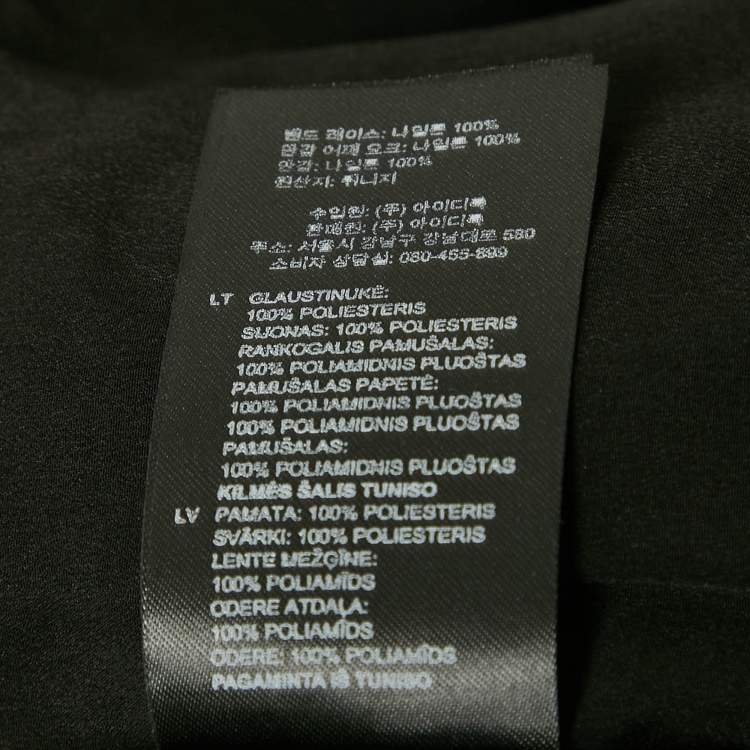 밴드 레이스: 나일론 100%
안감 어깨 요크: 나일론 100%
안감: 나일론 100%
원산지: 튀니지
수입원: (주) 아이디룩
판매원: (주) 아이디룩
주소: 서울시 강남구 강남대로 580
소비자 상담실: 080-455-899
LT GLAUSTINUKĖ:
100% POLIESTERIS
SIJONAS: 100% POLIESTERIS
RANKOGALIS PAMUŠALAS:
100% POLIAMIDNIS PLUOŠTAS
PAMUŠALAS PAPETĖ:
100% POLIAMIDNIS PLUOŠTAS
100% POLIAMIDNIS PLUOŠTAS
PAMUŠALAS:
100% POLIAMIDNIS PLUOŠTAS
KILMĖS ŠALIS TUNISO
LV PAMATA: 100% POLIESTERIS
SVĀRKI: 100% POLIESTERIS
LENTE MEŽĢĪNE:
100% POLIAMĪDS
ODERE ATDAĻA:
100% POLIAMĪDS
ODERE: 100% POLIAMĪDS
PAGAMINTA IŠ TUNISO